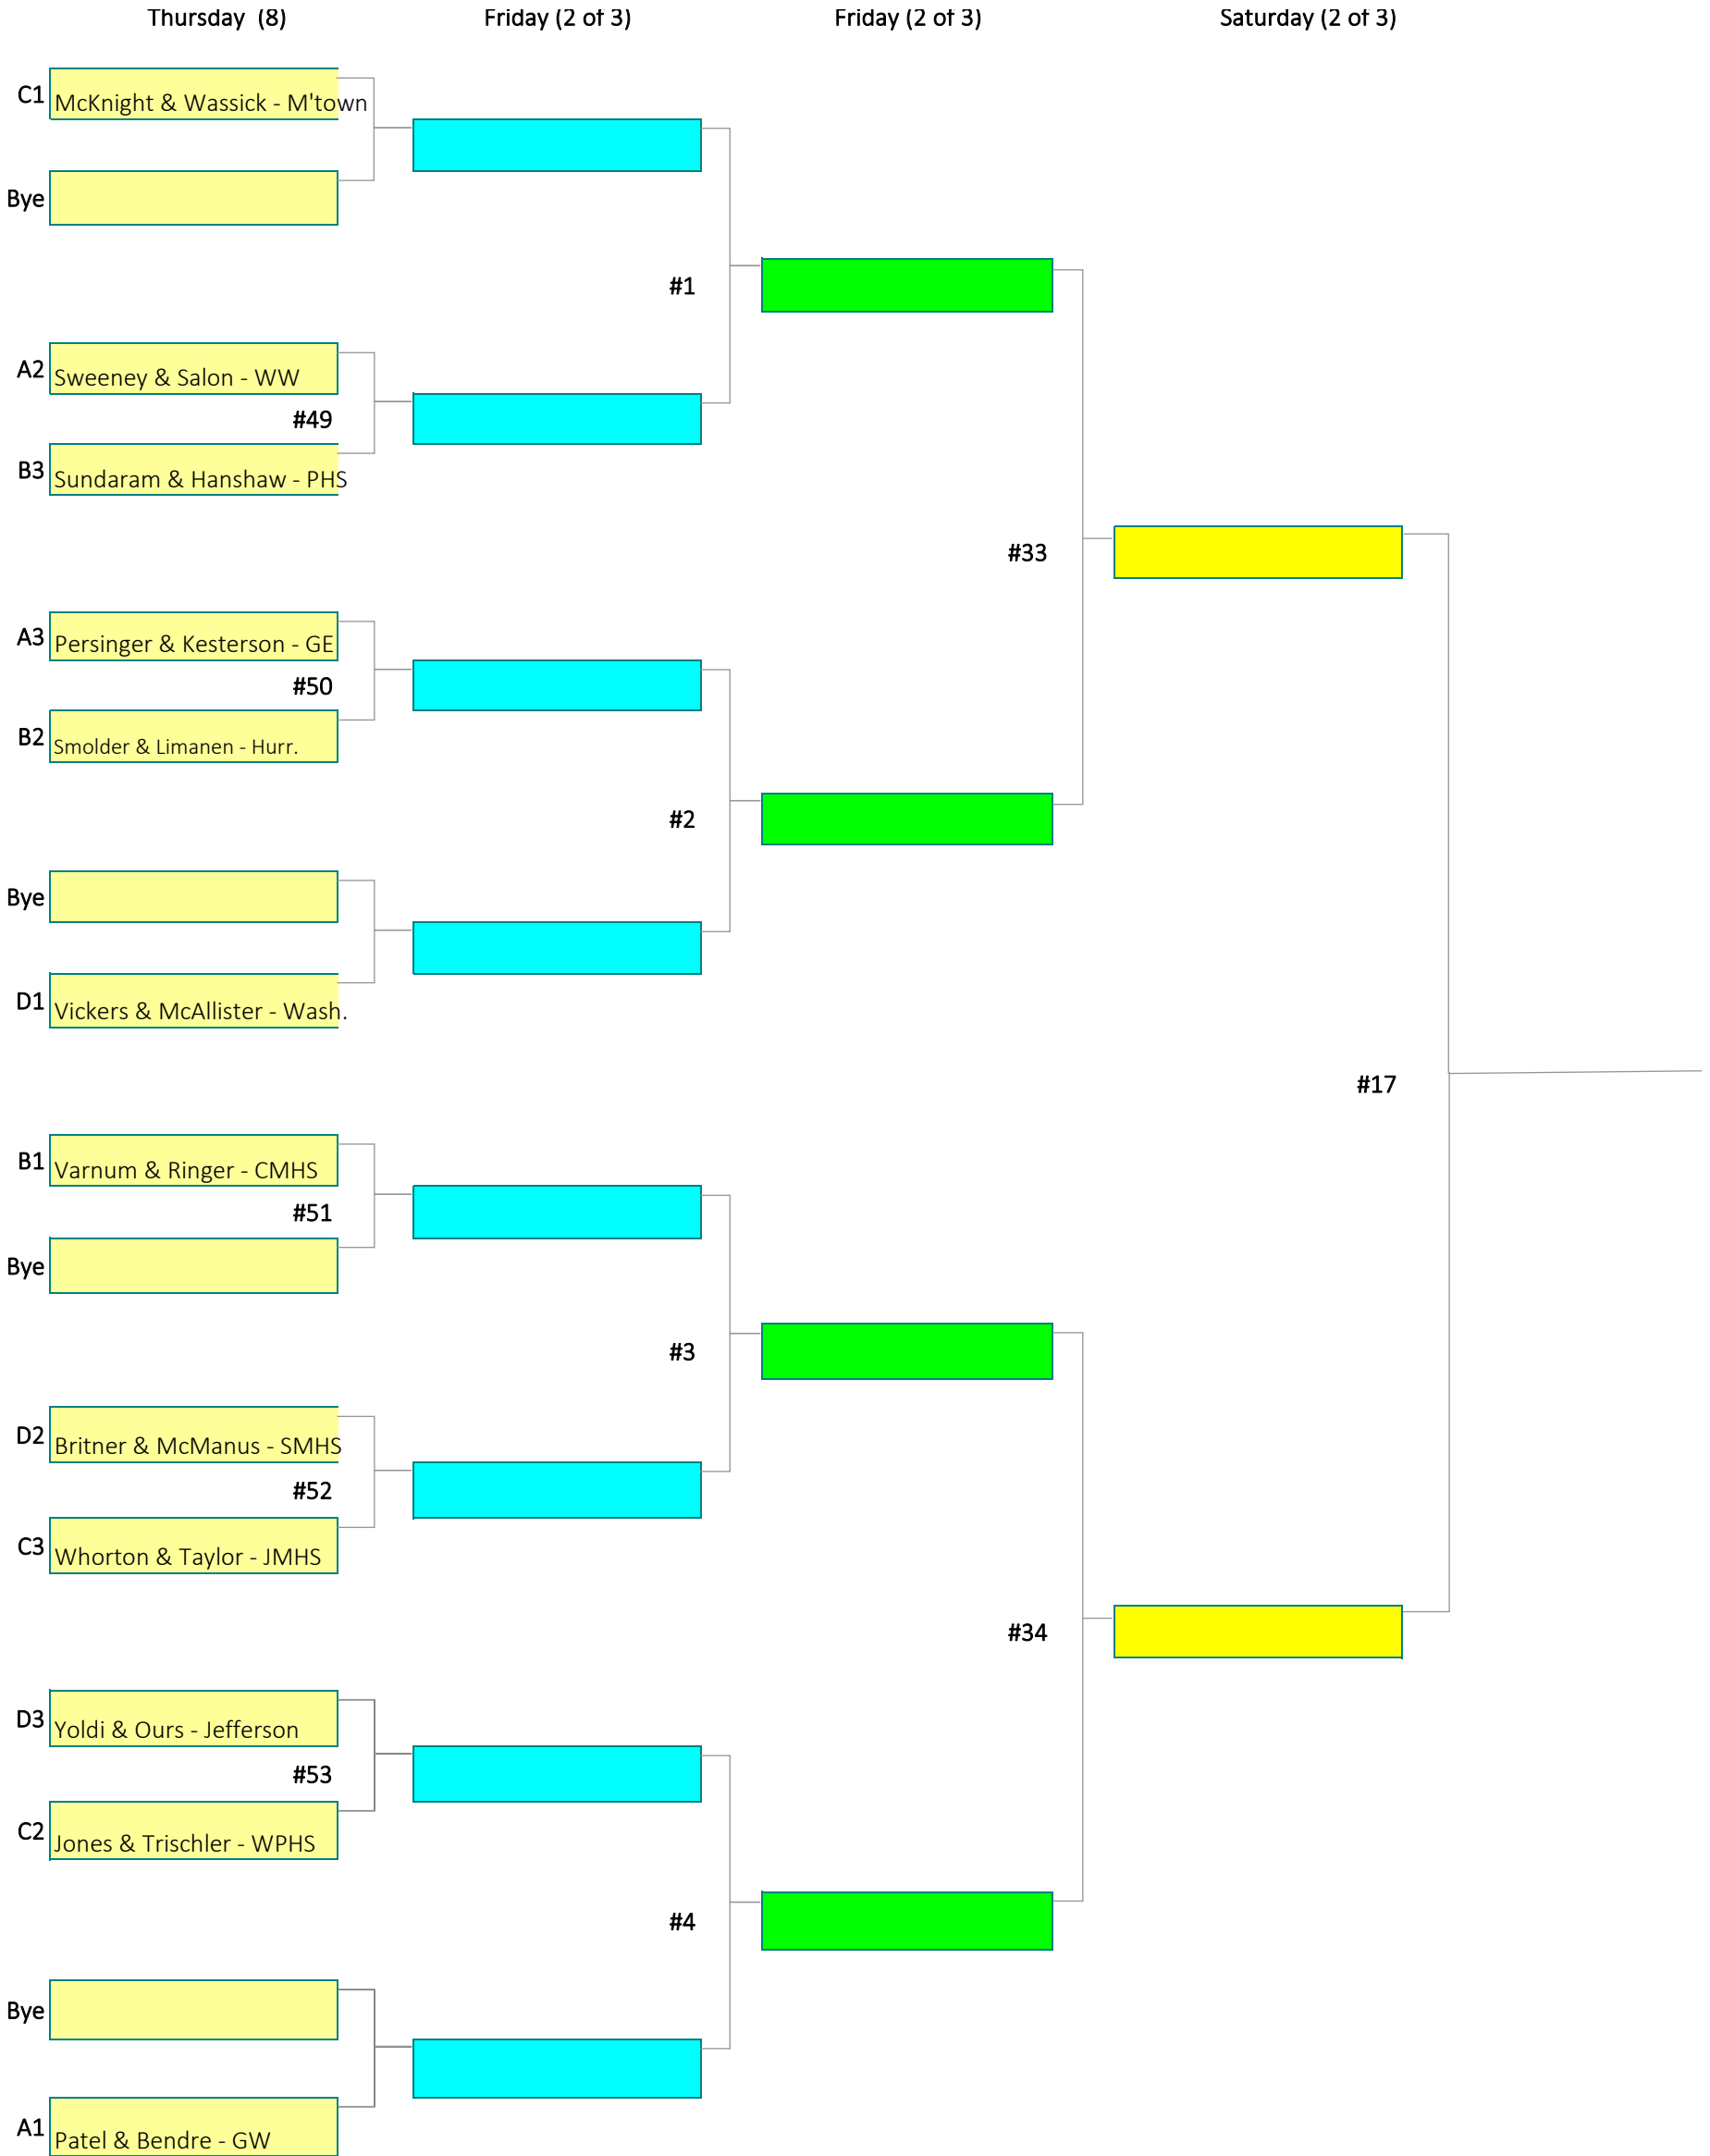 Thursday  (8) Friday (2 of 3) Friday (2 of 3) Saturday (2 of 3)
C1 McKnight & Wassick - M'town
Bye
#1
A2 Sweeney & Salon - WW
#49
B3 Sundaram & Hanshaw - PHS
#33
A3 Persinger & Kesterson - GE
#50
B2 Smolder & Limanen - Hurr.
#2
Bye
D1 Vickers & McAllister - Wash.
#17
B1 Varnum & Ringer - CMHS
#51
Bye
#3
D2 Britner & McManus - SMHS
#52
C3 Whorton & Taylor - JMHS
#34
D3 Yoldi & Ours - Jefferson
#53
C2 Jones & Trischler - WPHS
#4
Bye
A1 Patel & Bendre - GW